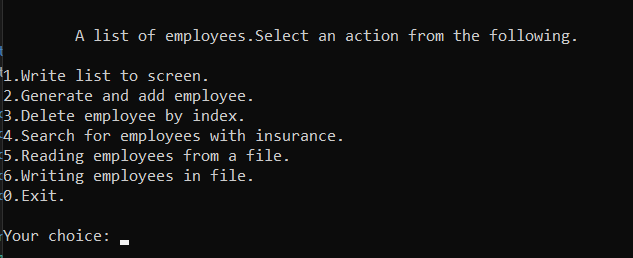 A list of employees.Select an action from the following.
1.Write list to screen.
2.Generate and add employee.
3.Delete employee by index.
4.Search for employees with insurance.
5.Reading employees from a file.
6.Writing employees in file.
0.Exit.
Your choice: